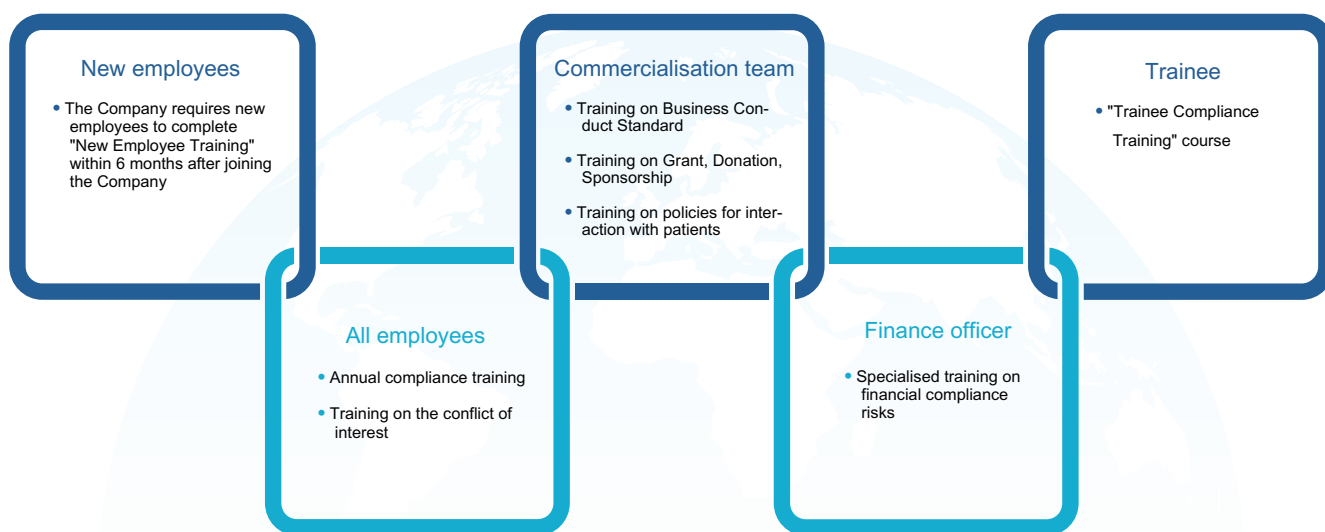 New employees
• The Company requires new
employees to complete
"New Employee Training"
within 6 months after joining
the Company
All employees
• Annual compliance training
• Training on the conflict of
interest
Commercialisation team
• Training on Business Con-
duct Standard
• Training on Grant, Donation,
Sponsorship
• Training on policies for inter-
action with patients
Finance officer
• Specialised training on
financial compliance
risks
Trainee
• "Trainee Compliance
Training" course